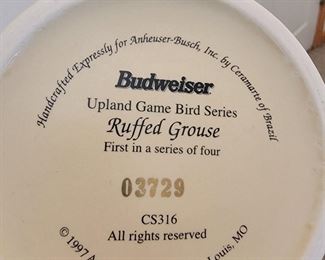 Handcrafted Expressly for Anheuser-Busch, Inc. by Ceramarte of Brazil
Budweiser
Upland Game Bird Series
Ruffed Grouse
First in a series of four
03729
CS316
All rights reserved
© 1997 A Louis, MO